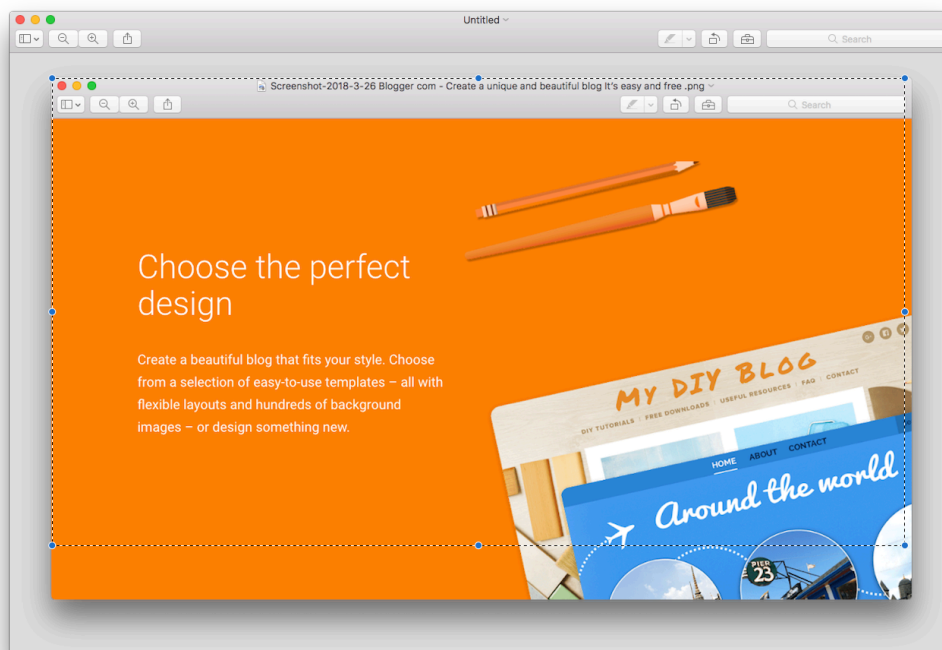 Untitled
Search
Screenshot-2018-3-26 Blogger com - Create a unique and beautiful blog It's easy and free .png
Search
Choose the perfect
design
Create a beautiful blog that fits your style. Choose
from a selection of easy-to-use templates – all with
flexible layouts and hundreds of background
images – or design something new.
MY DIY BLOG
DIY TUTORIALS | FREE DOWNLOADS | USEFUL RESOURCES | FAQ | CONTACT
HOME ABOUT CONTACT
Around the world
PIER
23